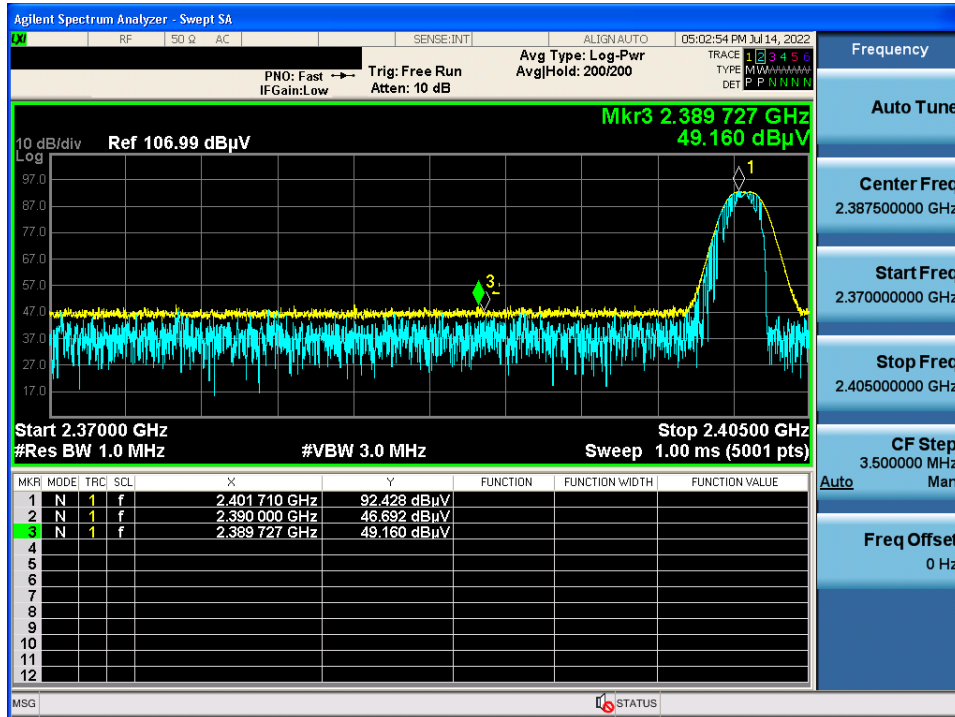 Agilent Spectrum Analyzer - Swept SA
LXI RF 50 Ω AC SENSE:INT ALIGN AUTO 05:02:54 PM Jul 14, 2022
PNO: Fast Trig: Free Run Avg Type: Log-Pwr TRACE 1 2 3 4 5 6
IFGain:Low Atten: 10 dB Avg|Hold: 200/200 TYPE M W W W W W
DET P P N N N N
Mkr3 2.389 727 GHz
49.160 dBµV
10 dB/div Ref 106.99 dBµV
Log
97.0
87.0
77.0
67.0
57.0
47.0
37.0
27.0
17.0
1
3
2
Start 2.37000 GHz Stop 2.40500 GHz
#Res BW 1.0 MHz #VBW 3.0 MHz Sweep 1.00 ms (5001 pts)
MKR MODE TRC SCL X Y FUNCTION FUNCTION WIDTH FUNCTION VALUE
1 N 1 f 2.401 710 GHz 92.428 dBµV
2 N 1 f 2.390 000 GHz 46.692 dBµV
3 N 1 f 2.389 727 GHz 49.160 dBµV
4
5
6
7
8
9
10
11
12
MSG STATUS
Frequency
Auto Tune
Center Freq
2.387500000 GHz
Start Freq
2.370000000 GHz
Stop Freq
2.405000000 GHz
CF Step
3.500000 MHz
Auto Man
Freq Offset
0 Hz